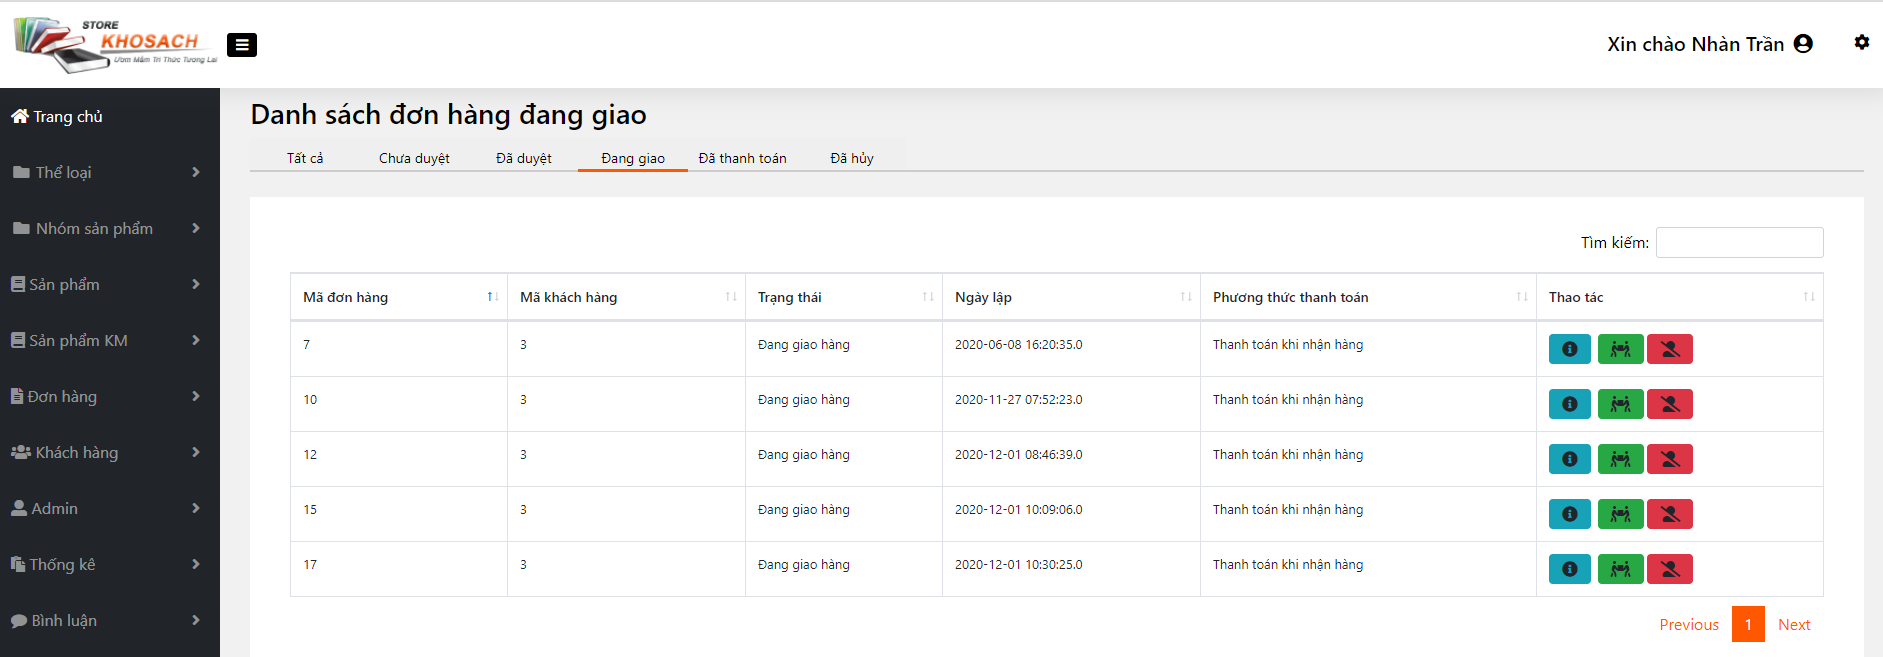 STORE
KHOSACH
Ươm Mầm Tri Thức Tương Lai
Xin chào Nhàn Trần
Trang chủ
Thể loại
Nhóm sản phẩm
Sản phẩm
Sản phẩm KM
Đơn hàng
Khách hàng
Admin
Thống kê
Bình luận
Danh sách đơn hàng đang giao
Tất cả Chưa duyệt Đã duyệt Đang giao Đã thanh toán Đã hủy
Tìm kiếm:
Mã đơn hàng Mã khách hàng Trạng thái Ngày lập Phương thức thanh toán Thao tác
7 3 Đang giao hàng 2020-06-08 16:20:35.0 Thanh toán khi nhận hàng
10 3 Đang giao hàng 2020-11-27 07:52:23.0 Thanh toán khi nhận hàng
12 3 Đang giao hàng 2020-12-01 08:46:39.0 Thanh toán khi nhận hàng
15 3 Đang giao hàng 2020-12-01 10:09:06.0 Thanh toán khi nhận hàng
17 3 Đang giao hàng 2020-12-01 10:30:25.0 Thanh toán khi nhận hàng
Previous 1 Next